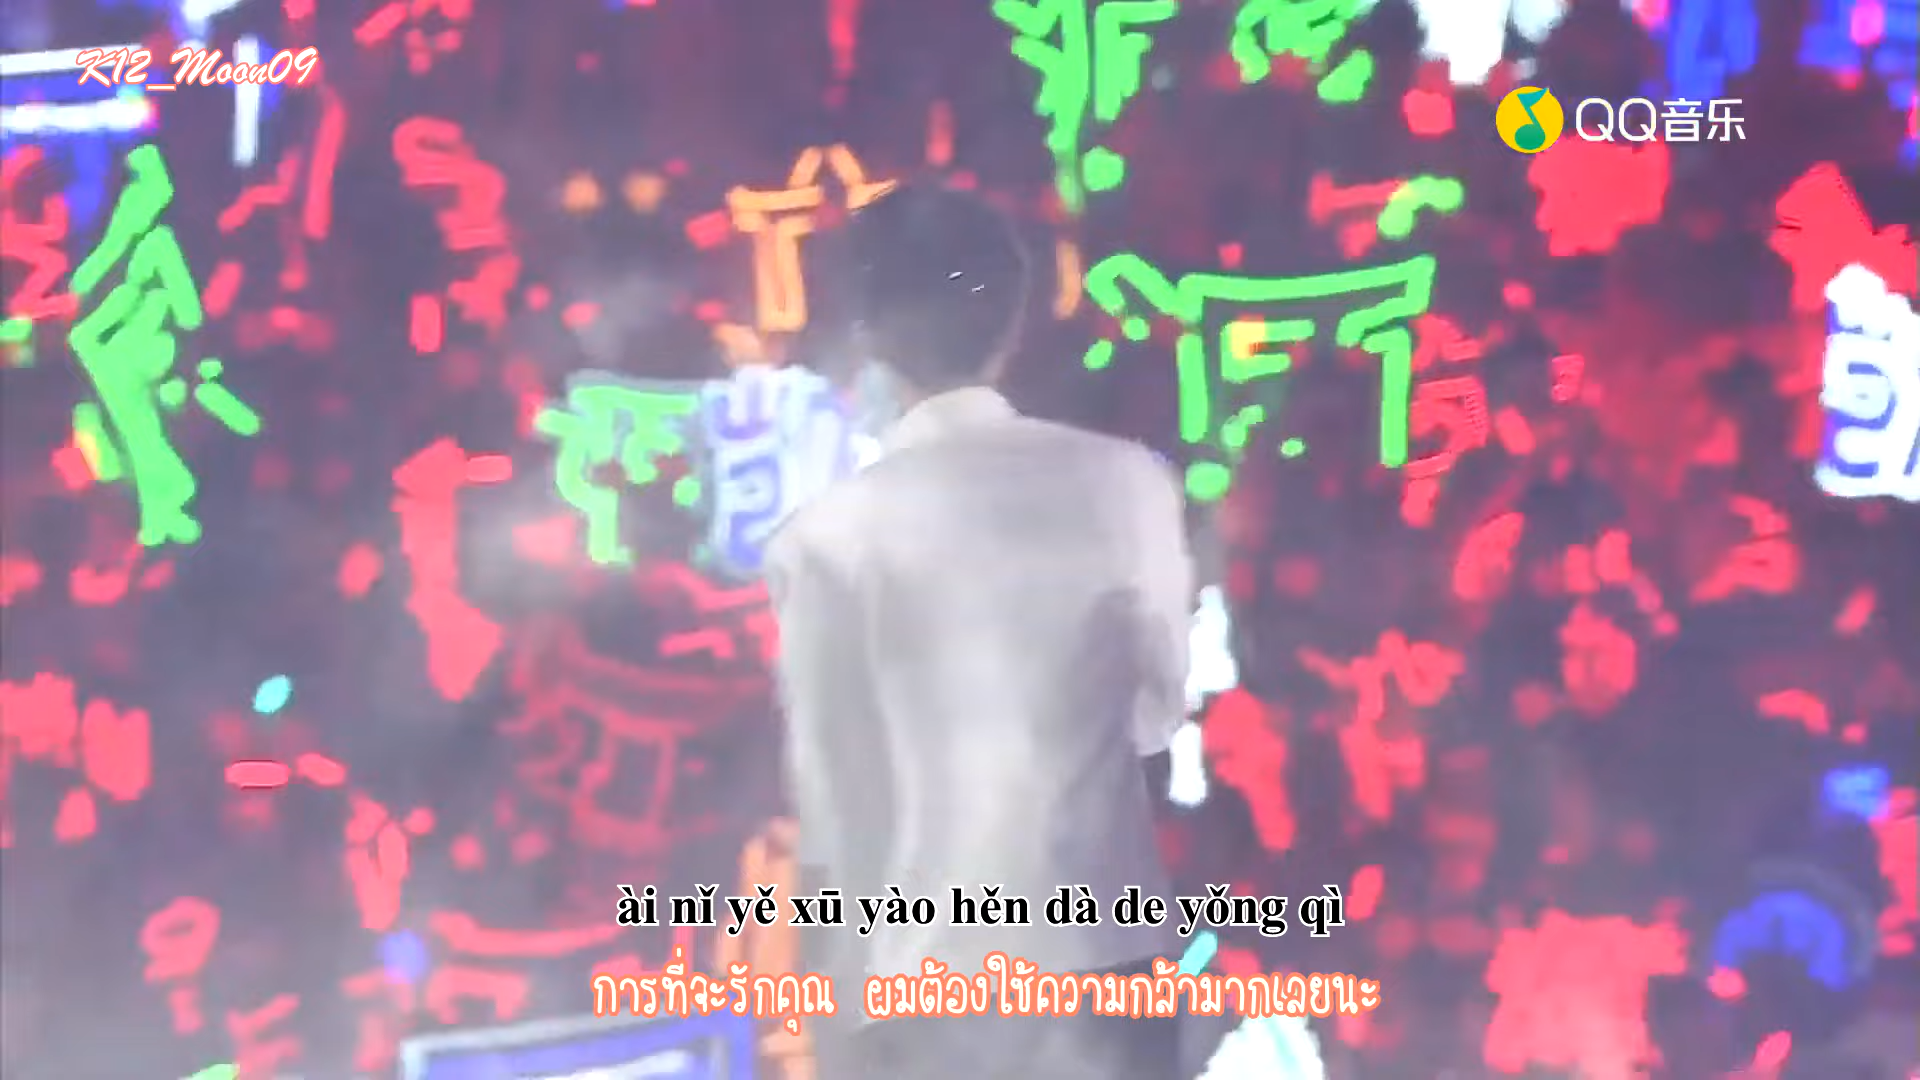 K12_Moon09
QQ音乐
ài nǐ yě xū yào hěn dà de yǒng qì
การที่จะรักคุณ ผมต้องใช้ความกล้ามากเลยนะ